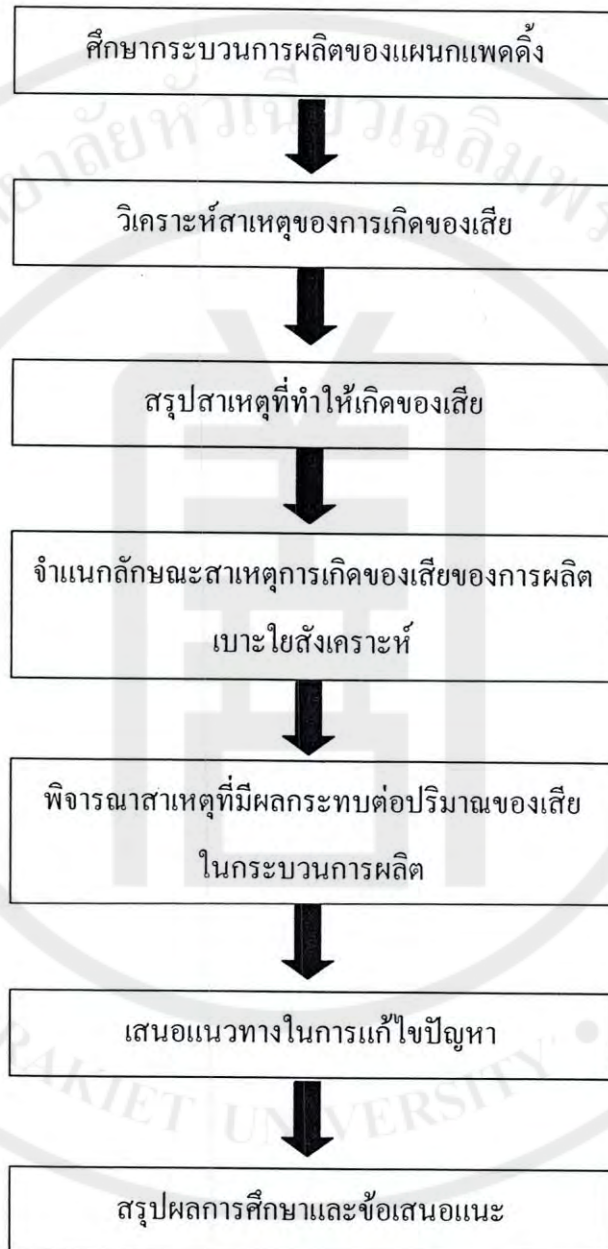 ศึกษากระบวนการผลิตของแผนกแพดดิ้ง
วิเคราะห์สาเหตุของการเกิดของเสีย
สรุปสาเหตุที่ทำให้เกิดของเสีย
จำแนกลักษณะสาเหตุการเกิดของเสียของการผลิต
เบาะใยสังเคราะห์
พิจารณาสาเหตุที่มีผลกระทบต่อปริมาณของเสีย
ในกระบวนการผลิต
เสนอแนวทางในการแก้ไขปัญหา
RAKIET UNIVERSITY
สรุปผลการศึกษาและข้อเสนอแนะ